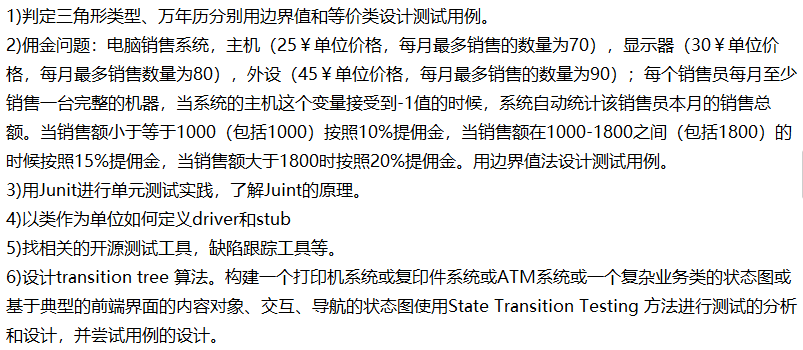 1)判定三角形类型、万年历分别用边界值和等价类设计测试用例。
2)佣金问题：电脑销售系统，主机（25￥单位价格，每月最多销售的数量为70），显示器（30￥单位价
格，每月最多销售数量为80），外设（45￥单位价格，每月最多销售的数量为90）；每个销售员每月至少
销售一台完整的机器，当系统的主机这个变量接受到-1值的时候，系统自动统计该销售员本月的销售总
额。当销售额小于等于1000（包括1000）按照10%提佣金，当销售额在1000-1800之间（包括1800）的
时候按照15%提佣金，当销售额大于1800时按照20%提佣金。用边界值法设计测试用例。
3)用Junit进行单元测试实践，了解Juint的原理。
4)以类作为单位如何定义driver和stub
5)找相关的开源测试工具，缺陷跟踪工具等。
6)设计transition tree 算法。构建一个打印机系统或复印件系统或ATM系统或一个复杂业务类的状态图或
基于典型的前端界面的内容对象、交互、导航的状态图使用State Transition Testing 方法进行测试的分析
和设计，并尝试用例的设计。